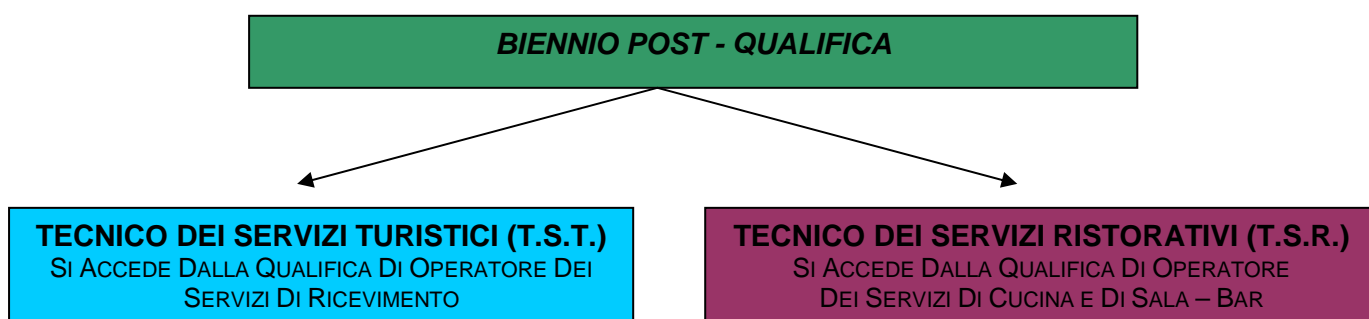 BIENNIO POST - QUALIFICA
TECNICO DEI SERVIZI TURISTICI (T.S.T.)
SI ACCEDE DALLA QUALIFICA DI OPERATORE DEI
SERVIZI DI RICEVIMENTO
TECNICO DEI SERVIZI RISTORATIVI (T.S.R.)
SI ACCEDE DALLA QUALIFICA DI OPERATORE
DEI SERVIZI DI CUCINA E DI SALA – BAR